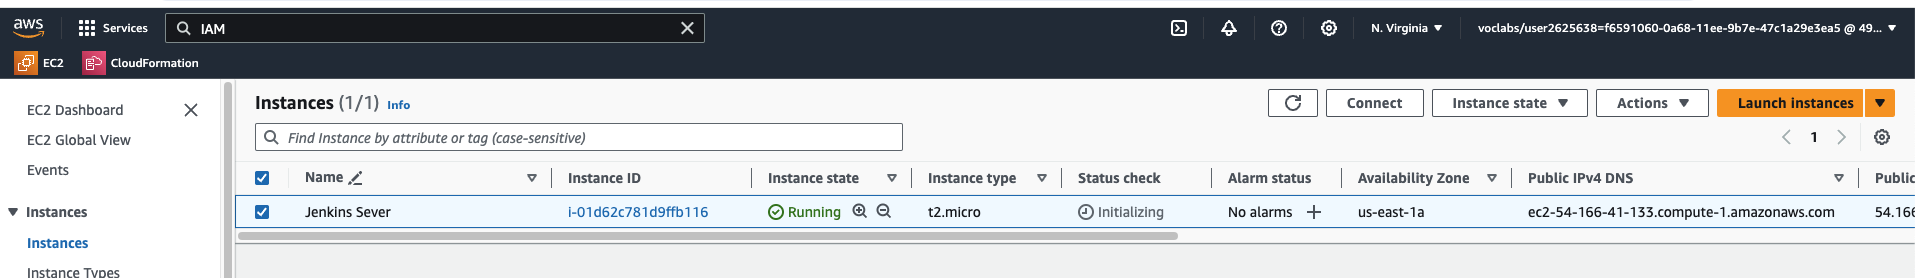 aws Services IAM N. Virginia voclabs/user2625638=f6591060-0a68-11ee-9b7e-47c1a29e3ea5 @ 49...
EC2 CloudFormation
EC2 Dashboard
EC2 Global View
Events
Instances
Instances
Instance Types
Instances (1/1) Info Connect Instance state Actions Launch instances
Find Instance by attribute or tag (case-sensitive) 1
Name Instance ID Instance state Instance type Status check Alarm status Availability Zone Public IPv4 DNS Public
Jenkins Sever i-01d62c781d9ffb116 Running t2.micro Initializing No alarms us-east-1a ec2-54-166-41-133.compute-1.amazonaws.com 54.166